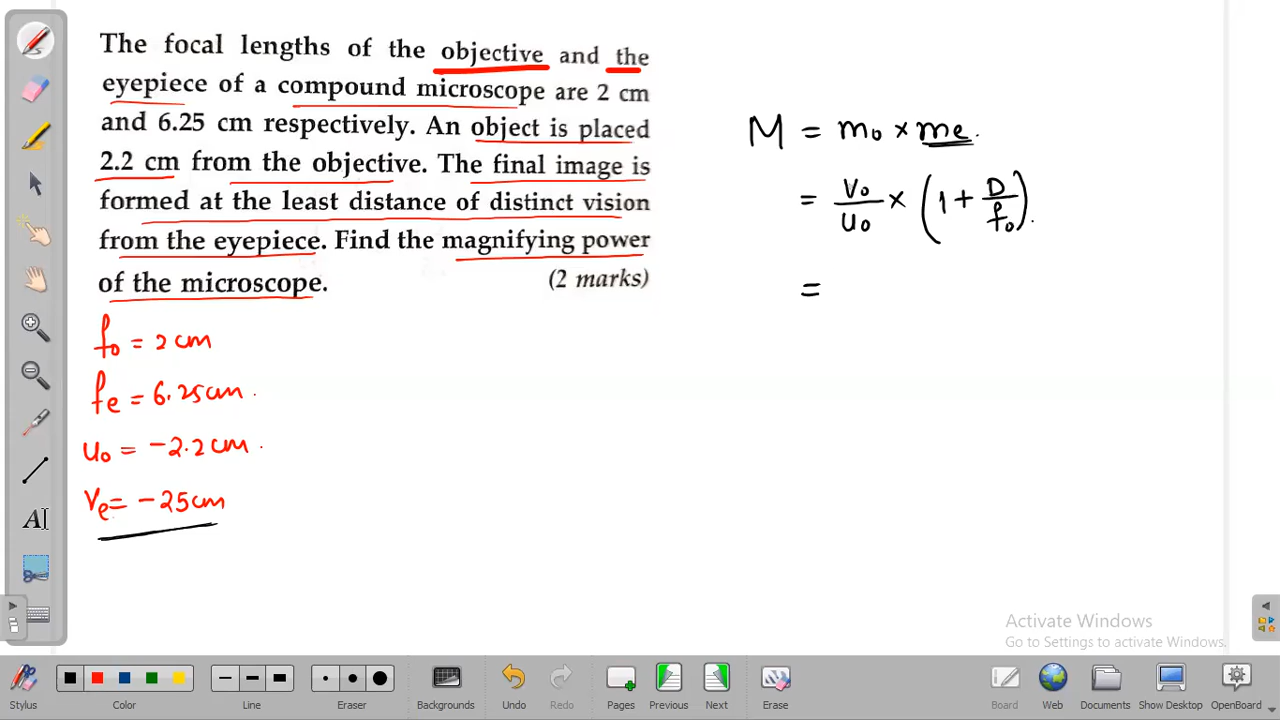 The focal lengths of the objective and the
eyepiece of a compound microscope are 2 cm
and 6.25 cm respectively. An object is placed
2.2 cm from the objective. The final image is
formed at the least distance of distinct vision
from the eyepiece. Find the magnifying power
of the microscope. (2 marks)
f₀ = 2 cm
fₑ = 6.25cm.
u₀ = -2.2 cm.
vₑ = -25cm
M = m₀ × mₑ.
= v₀/u₀ × (1 + D/f₀).
=
AI
Activate Windows
Go to Settings to activate Windows.
Stylus Color Line Eraser Backgrounds Undo Redo Pages Previous Next Erase Board Web Documents Show Desktop OpenBoard